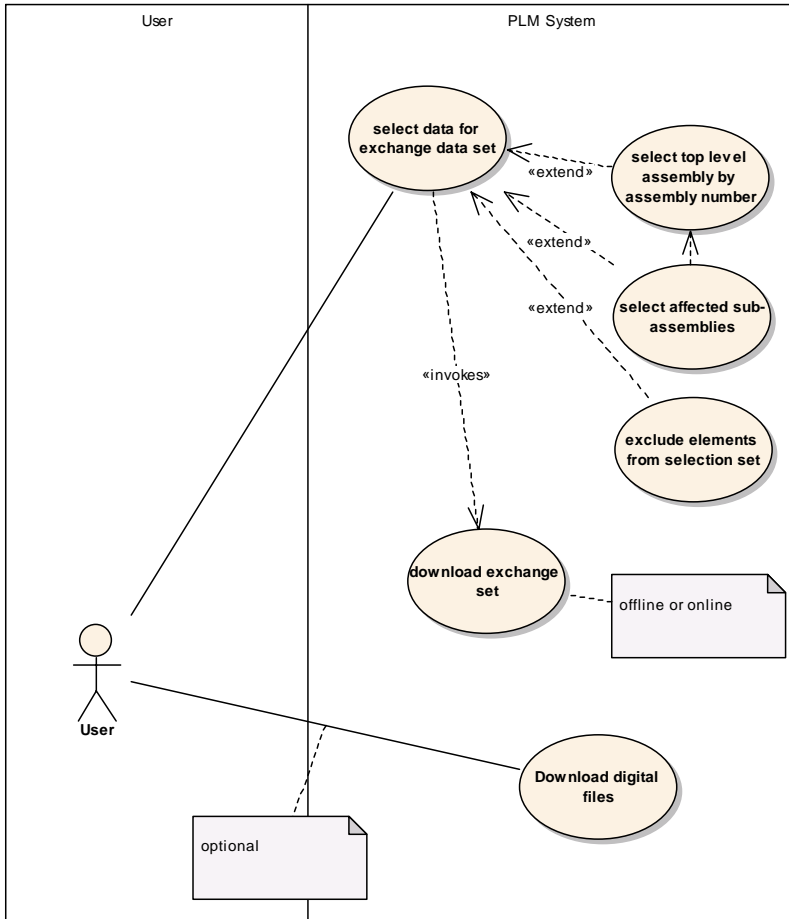 User
PLM System
select data for
exchange data set
select top level
assembly by
assembly number
«extend»
«extend»
select affected sub-
assemblies
«extend»
«invokes»
exclude elements
from selection set
download exchange
set
offline or online
User
Download digital
files
optional